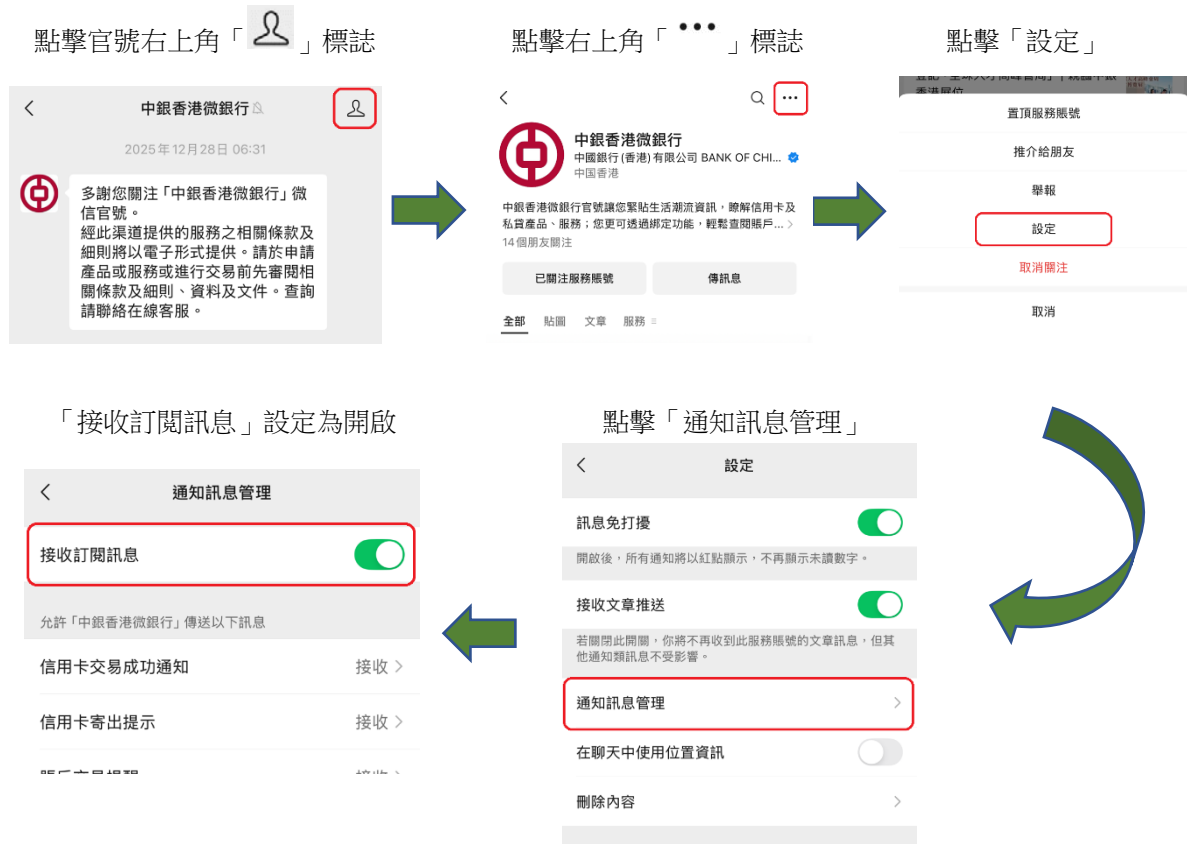 點擊官號右上角「 」標誌
中銀香港微銀行
2025年12月28日 06:31
多謝您關注「中銀香港微銀行」微
信官號。
經此渠道提供的服務之相關條款及
細則將以電子形式提供。請於申請
產品或服務或進行交易前先審閱相
關條款及細則、資料及文件。查詢
請聯絡在線客服。
點擊右上角「 ••• 」標誌
中銀香港微銀行
中國銀行(香港)有限公司 BANK OF CHI...
中国香港
中銀香港微銀行官號讓您緊貼生活潮流資訊，瞭解信用卡及
私貸產品、服務；您更可透過綁定功能，輕鬆查閱賬戶...
14個朋友關注
已關注服務賬號
傳訊息
全部 貼圖 文章 服務
點擊「設定」
香港展位
置頂服務賬號
推介給朋友
舉報
設定
取消關注
取消
點擊「通知訊息管理」
設定
訊息免打擾
開啟後，所有通知將以紅點顯示，不再顯示未讀數字。
接收文章推送
若關閉此開關，你將不再收到此服務賬號的文章訊息，但其
他通知類訊息不受影響。
通知訊息管理
在聊天中使用位置資訊
刪除內容
「接收訂閱訊息」設定為開啟
通知訊息管理
接收訂閱訊息
允許「中銀香港微銀行」傳送以下訊息
信用卡交易成功通知 接收
信用卡寄出提示 接收